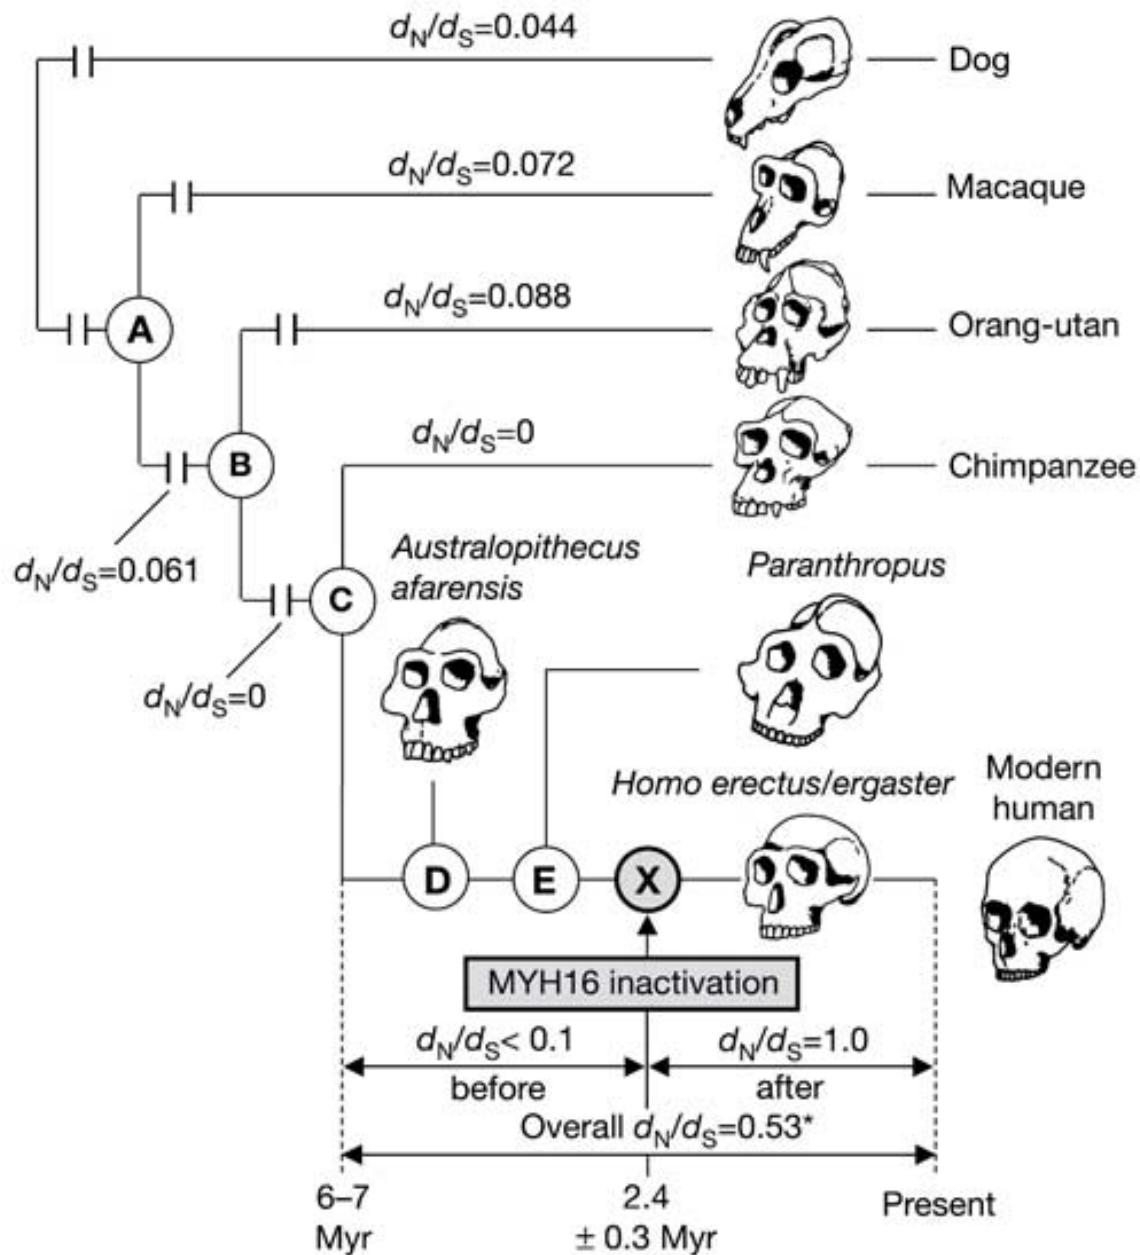 dN/dS=0.044
Dog
dN/dS=0.072
Macaque
dN/dS=0.088
Orang-utan
A
dN/dS=0
Chimpanzee
B
dN/dS=0.061
Australopithecus
afarensis
Paranthropus
C
dN/dS=0
Homo erectus/ergaster
Modern
human
D
E
X
MYH16 inactivation
dN/dS< 0.1
before
dN/dS=1.0
after
Overall dN/dS=0.53*
6–7
Myr
2.4
± 0.3 Myr
Present